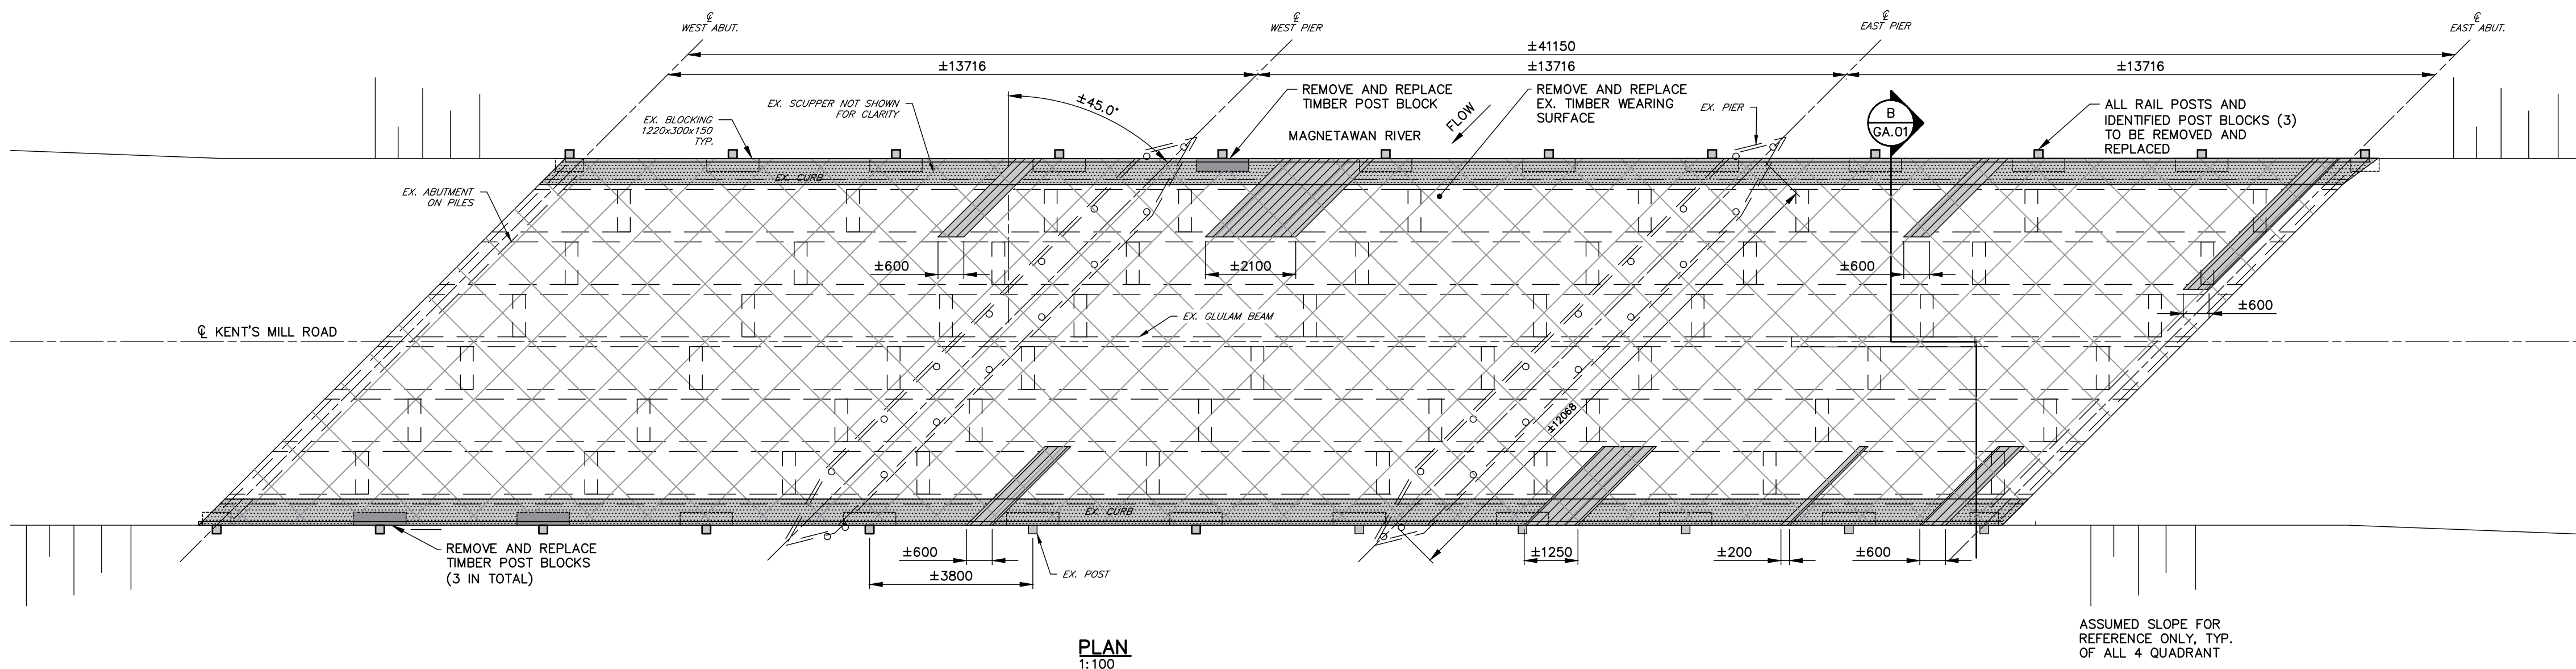 ℄
WEST ABUT.
℄
WEST PIER
℄
EAST PIER
℄
EAST ABUT.
±41150
±13716
±13716
±13716
EX. SCUPPER NOT SHOWN
FOR CLARITY
±45.0°
REMOVE AND REPLACE
TIMBER POST BLOCK
REMOVE AND REPLACE
EX. TIMBER WEARING
SURFACE
EX. PIER
B
GA.01
ALL RAIL POSTS AND
IDENTIFIED POST BLOCKS (3)
TO BE REMOVED AND
REPLACED
EX. BLOCKING
1220x300x150
TYP.
MAGNETAWAN RIVER
FLOW
EX. CURB
EX. ABUTMENT
ON PILES
±600
±2100
±600
±600
℄ KENT'S MILL ROAD
EX. GLULAM BEAM
±12068
EX. CURB
REMOVE AND REPLACE
TIMBER POST BLOCKS
(3 IN TOTAL)
±600
±3800
EX. POST
±1250
±200
±600
ASSUMED SLOPE FOR
REFERENCE ONLY, TYP.
OF ALL 4 QUADRANT
PLAN
1:100